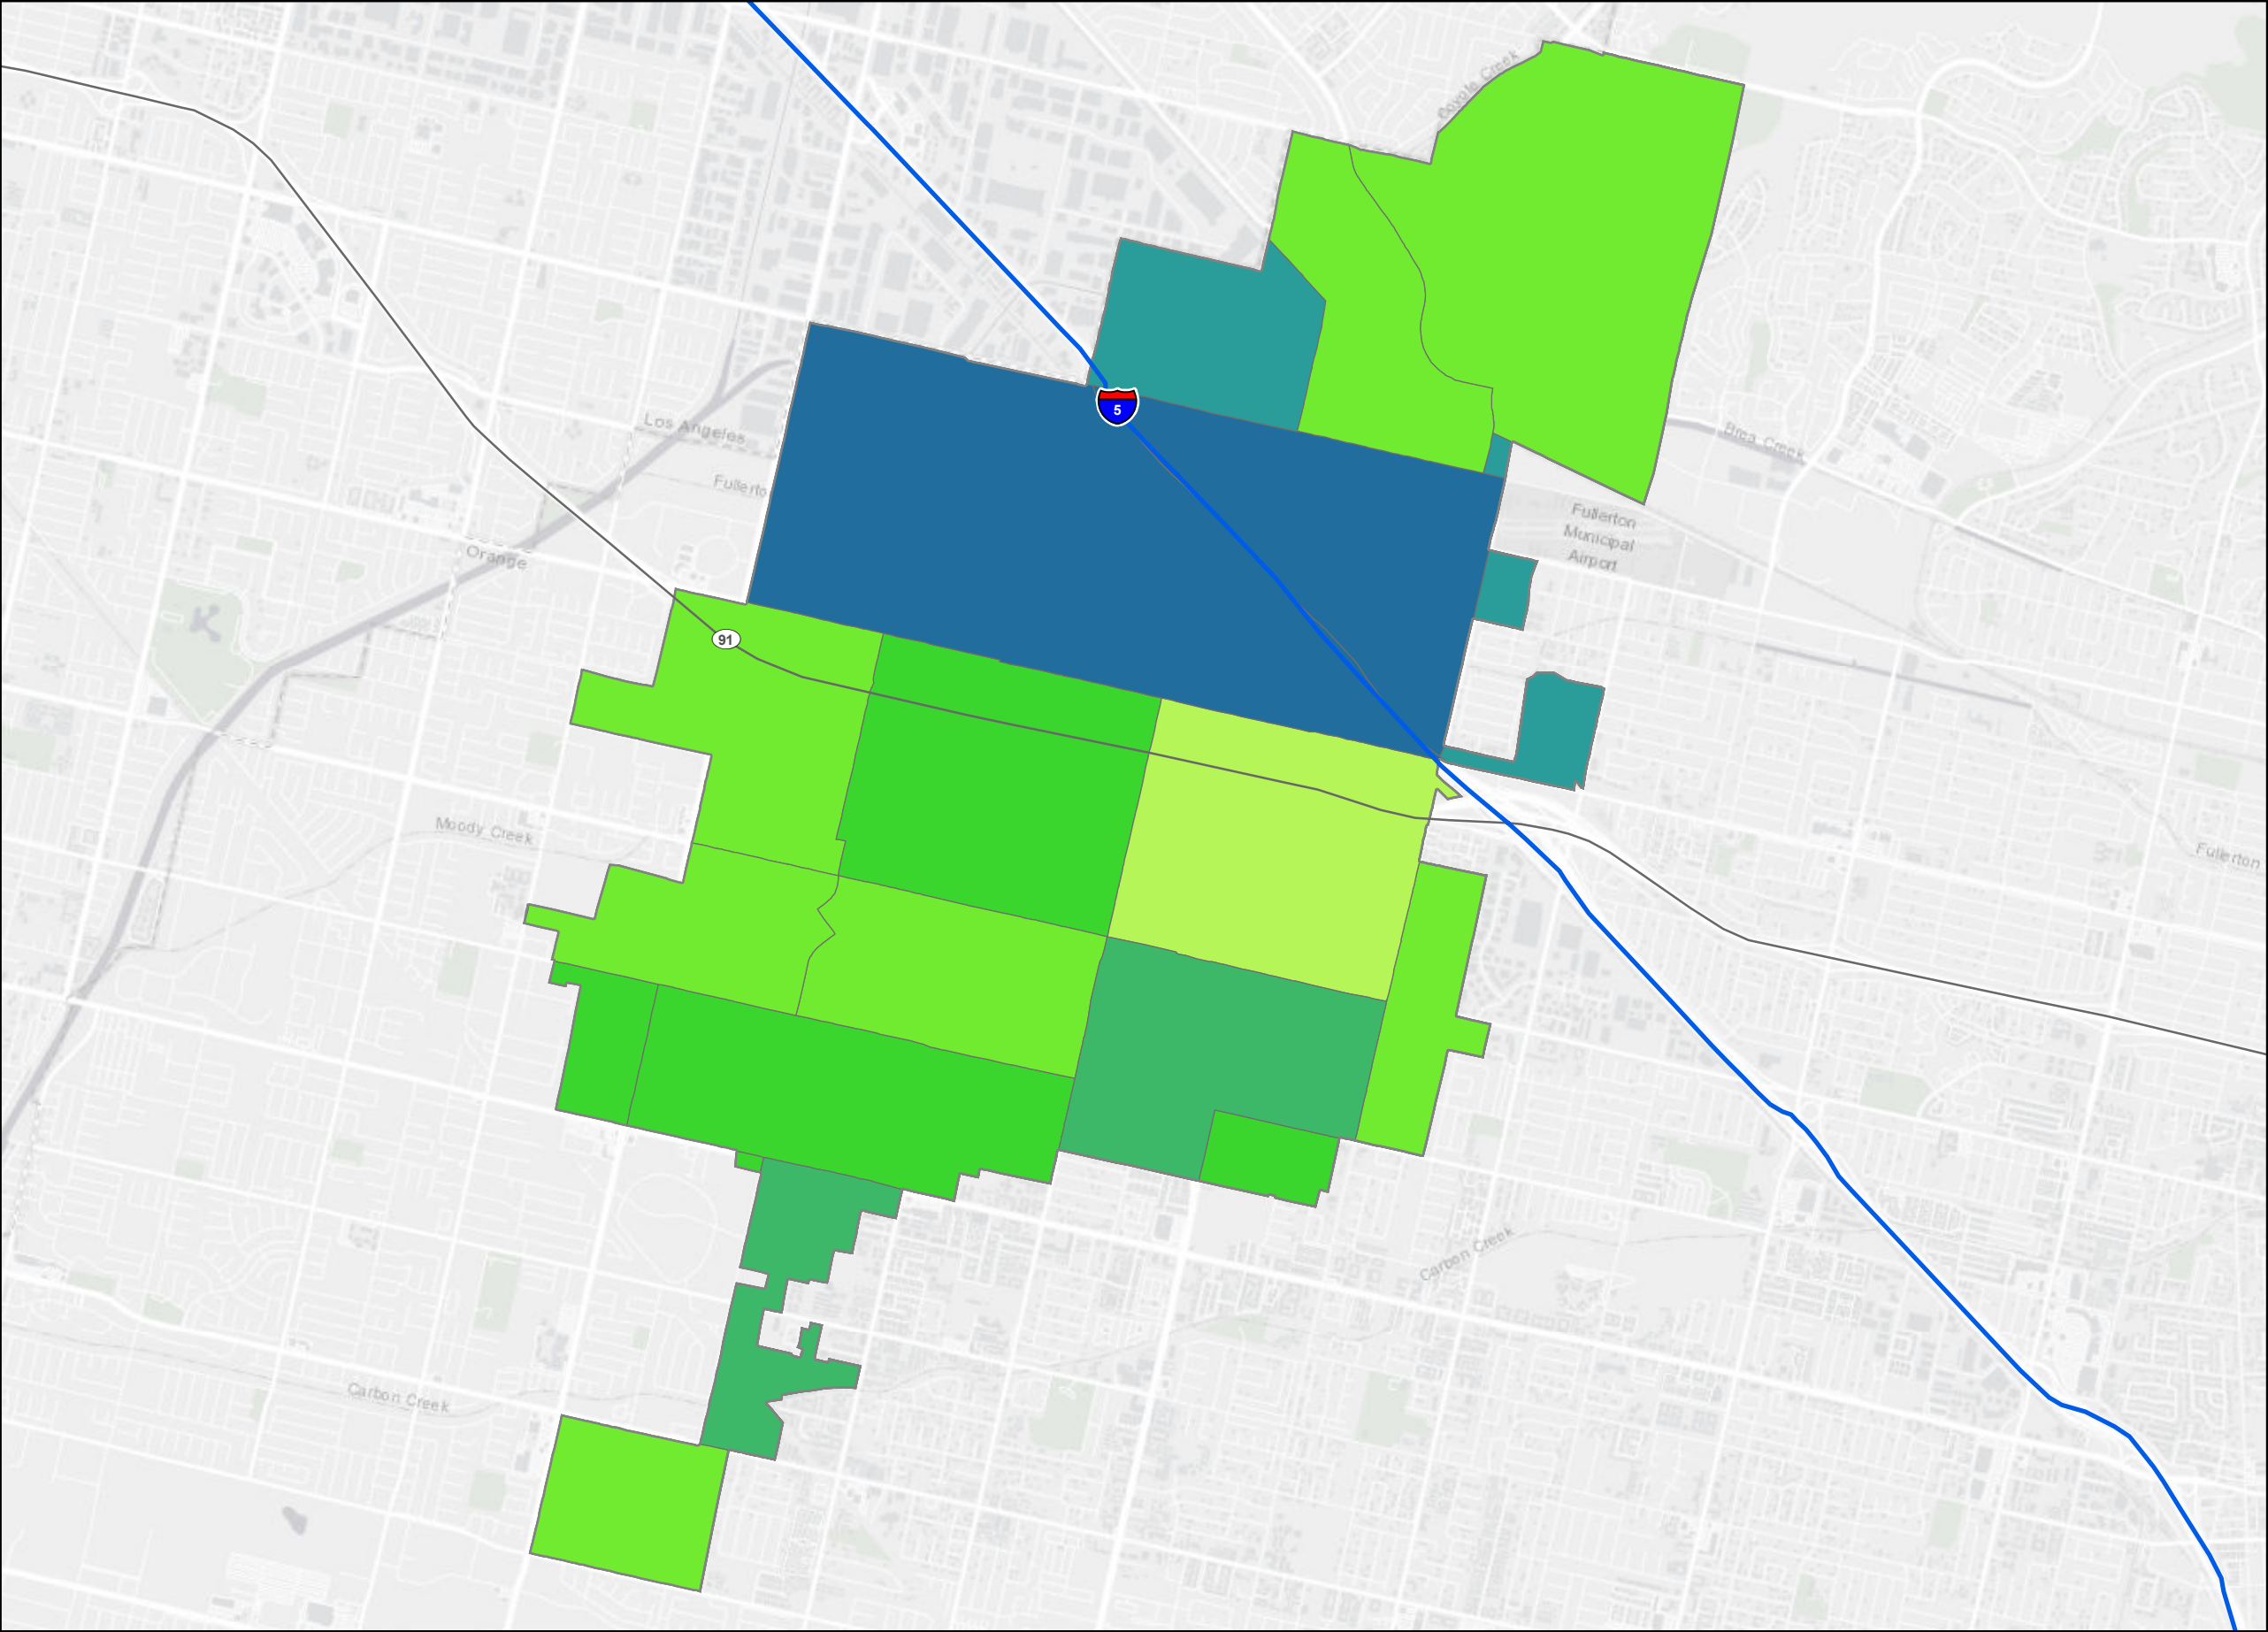 Coyote Creek
5
Los Angeles
Fullerto
Brea Creek
Fullerton
Municipal
Airport
Orange
91
Moody Creek
Fullerton
Carbon Creek
Carbon Creek